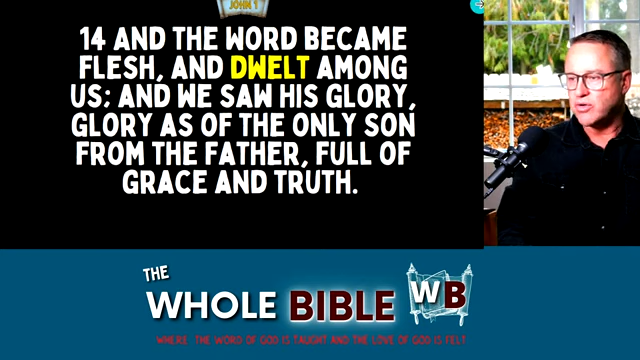 JOHN 1
14 AND THE WORD BECAME
FLESH, AND DWELT AMONG
US; AND WE SAW HIS GLORY,
GLORY AS OF THE ONLY SON
FROM THE FATHER, FULL OF
GRACE AND TRUTH.
THE
WHOLE BIBLE WB
WHERE THE WORD OF GOD IS TAUGHT AND THE LOVE OF GOD IS FELT